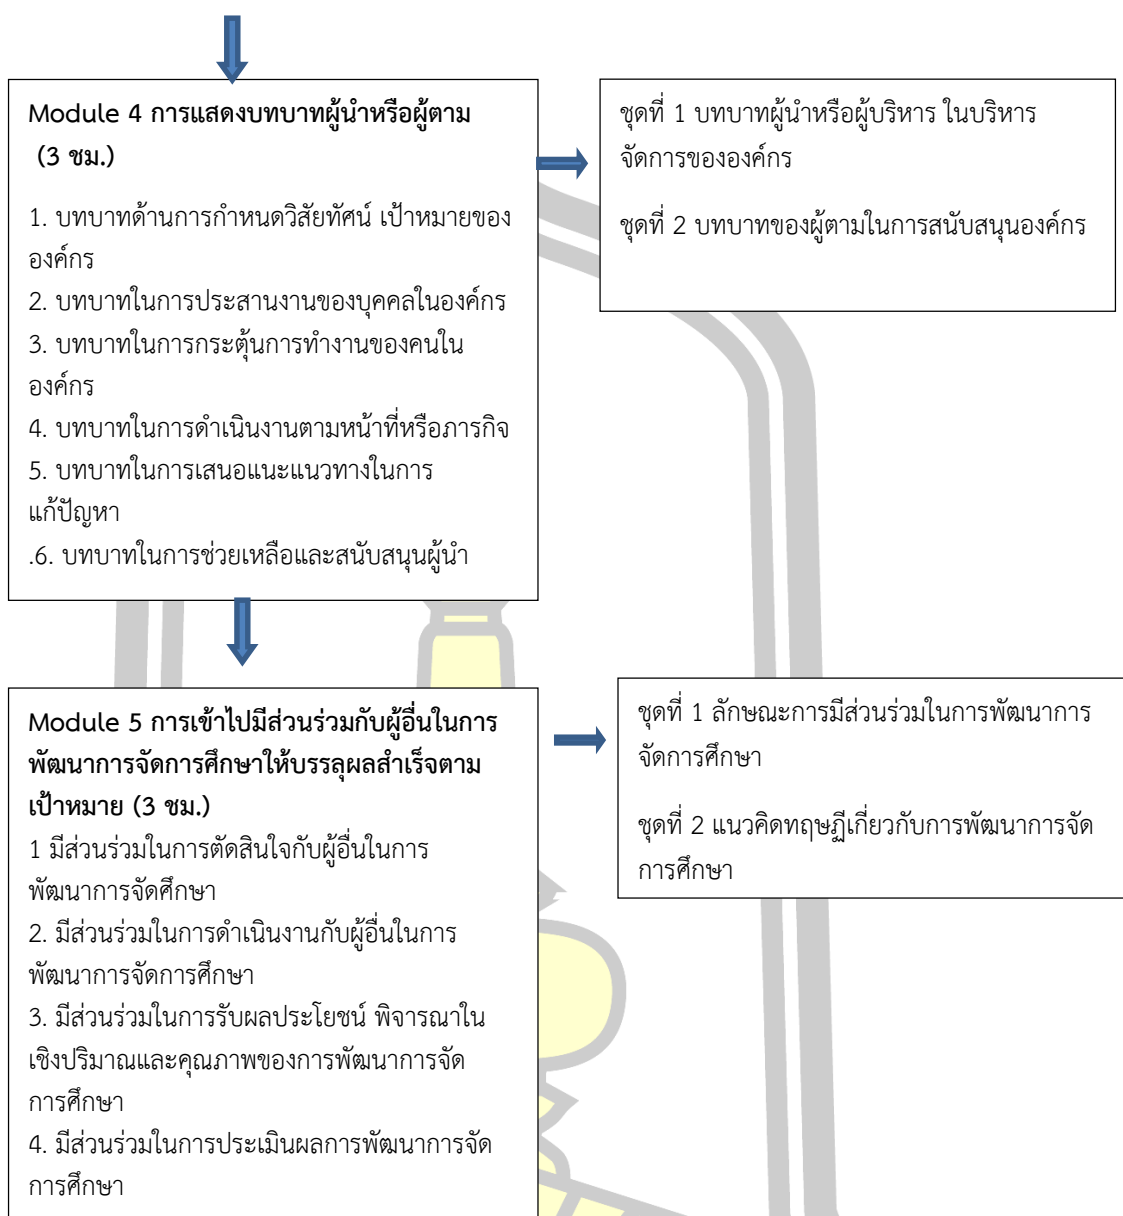 Module 4 การแสดงบทบาทผู้นำหรือผู้ตาม
(3 ชม.)
1. บทบาทด้านการกำหนดวิสัยทัศน์ เป้าหมายของ
องค์กร
2. บทบาทในการประสานงานของบุคคลในองค์กร
3. บทบาทในการกระตุ้นการทำงานของคนใน
องค์กร
4. บทบาทในการดำเนินงานตามหน้าที่หรือภารกิจ
5. บทบาทในการเสนอแนะแนวทางในการ
แก้ปัญหา
.6. บทบาทในการช่วยเหลือและสนับสนุนผู้นำ
ชุดที่ 1 บทบาทผู้นำหรือผู้บริหาร ในบริหาร
จัดการขององค์กร
ชุดที่ 2 บทบาทของผู้ตามในการสนับสนุนองค์กร
Module 5 การเข้าไปมีส่วนร่วมกับผู้อื่นในการ
พัฒนาการจัดการศึกษาให้บรรลุผลสำเร็จตาม
เป้าหมาย (3 ชม.)
1 มีส่วนร่วมในการตัดสินใจกับผู้อื่นในการ
พัฒนาการจัดศึกษา
2. มีส่วนร่วมในการดำเนินงานกับผู้อื่นในการ
พัฒนาการจัดการศึกษา
3. มีส่วนร่วมในการรับผลประโยชน์ พิจารณาใน
เชิงปริมาณและคุณภาพของการพัฒนาการจัด
การศึกษา
4. มีส่วนร่วมในการประเมินผลการพัฒนาการจัด
การศึกษา
ชุดที่ 1 ลักษณะการมีส่วนร่วมในการพัฒนาการ
จัดการศึกษา
ชุดที่ 2 แนวคิดทฤษฎีเกี่ยวกับการพัฒนาการจัด
การศึกษา